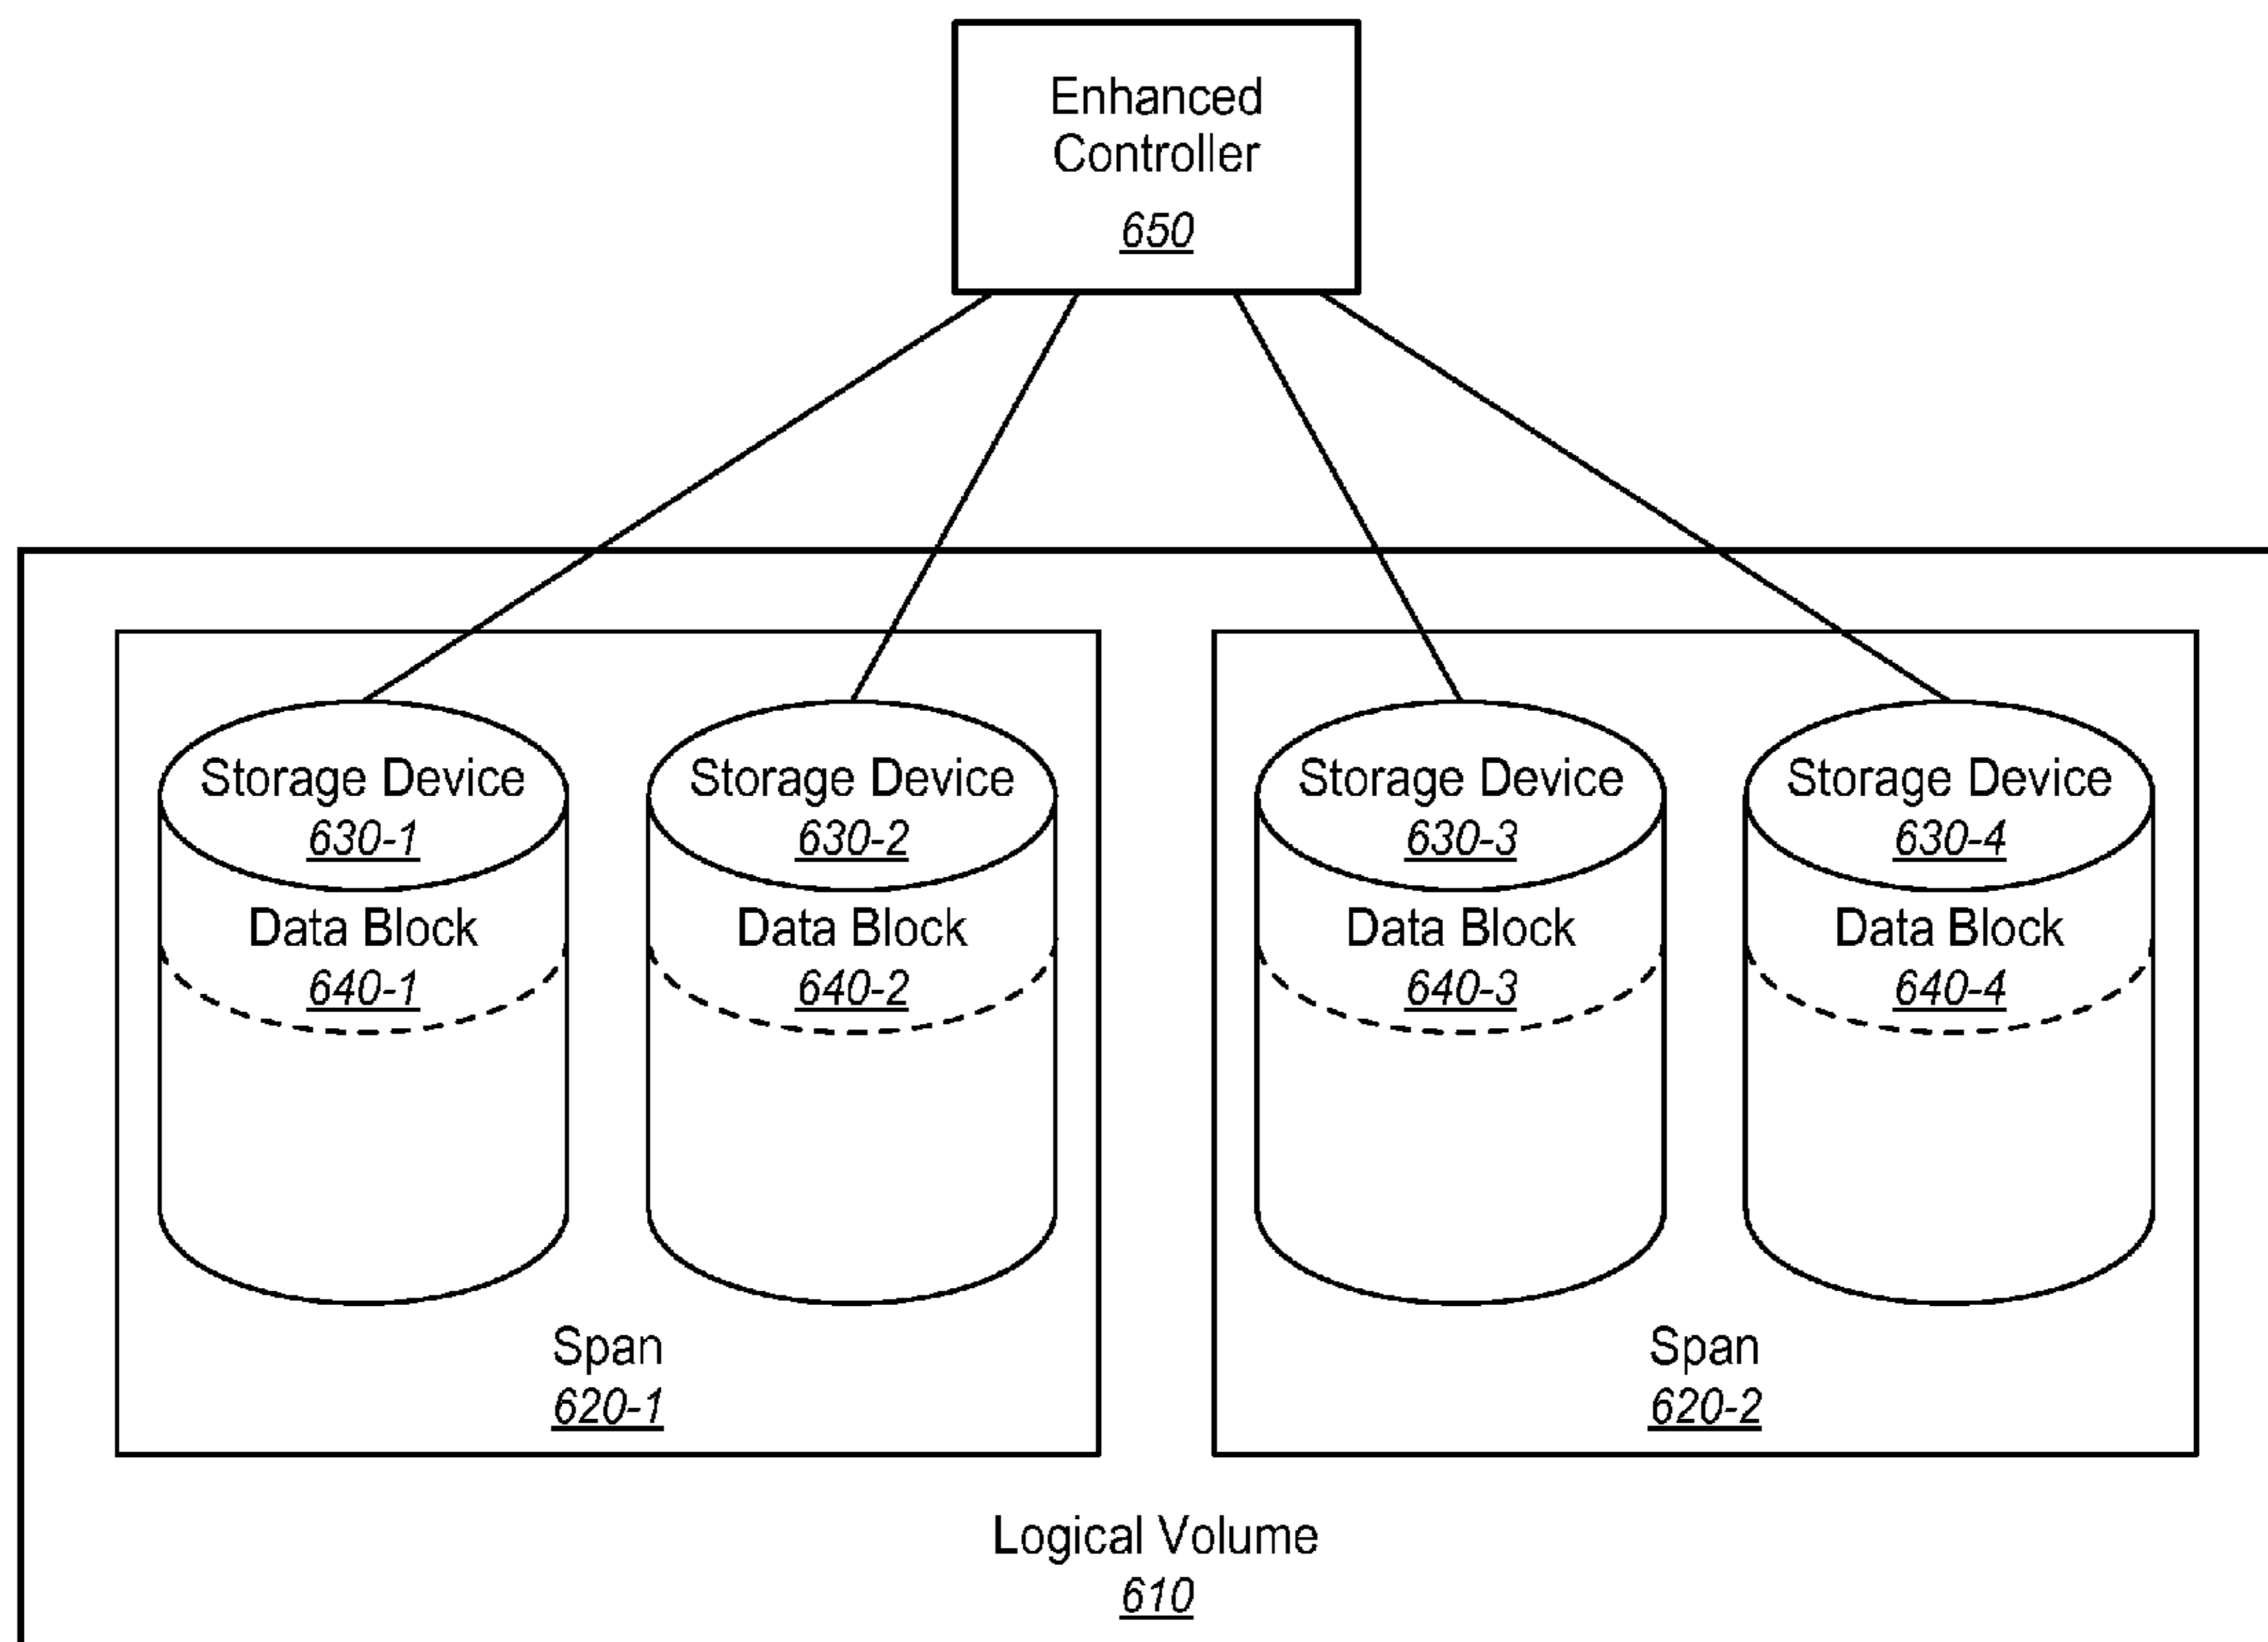 Enhanced
Controller
650
Storage Device
630-1
Data Block
640-1
Storage Device
630-2
Data Block
640-2
Storage Device
630-3
Data Block
640-3
Storage Device
630-4
Data Block
640-4
Span
620-1
Span
620-2
Logical Volume
610